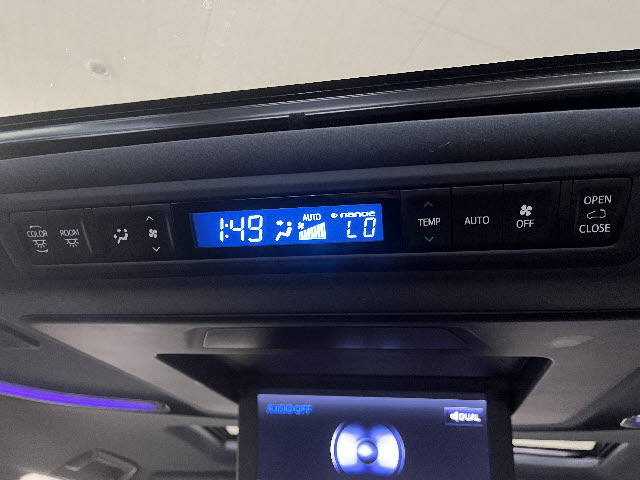 COLOR
ROOM
1:49
AUTO
nanoe
LO
TEMP
AUTO
OFF
OPEN
CLOSE
AUDIO OFF
DUAL